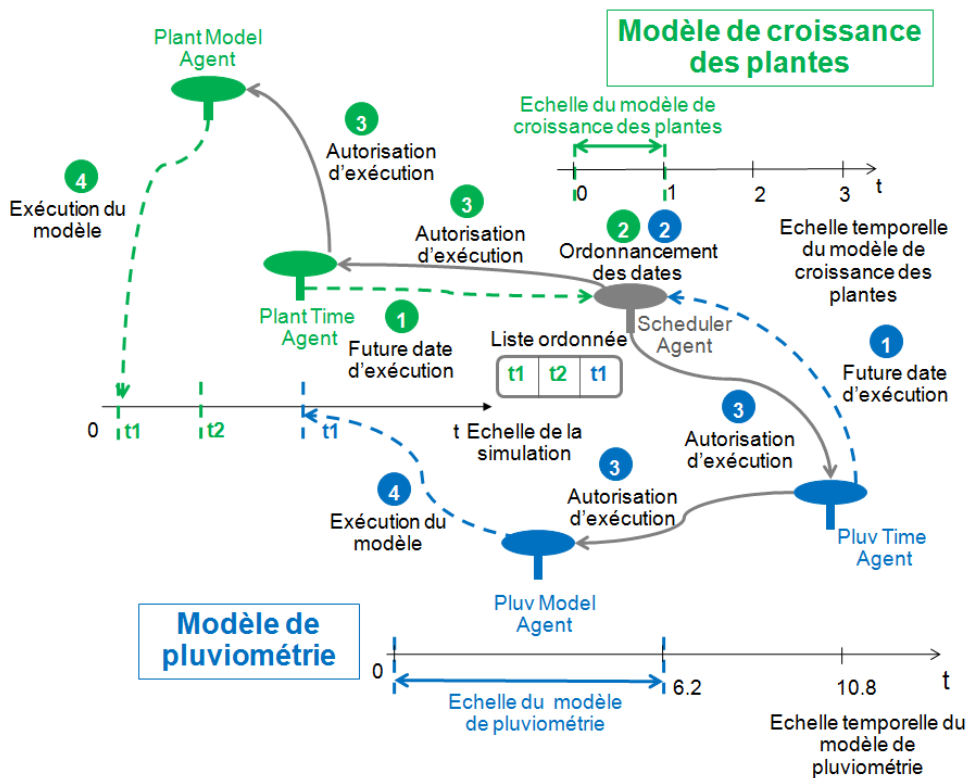 Modèle de croissance
des plantes
Plant Model
Agent
Echelle du modèle de
croissance des plantes
3
Autorisation
d'exécution
0
1
2
3
t
4
Exécution du
modèle
3
Autorisation
d'exécution
2
2
Ordonnancement
des dates
Echelle temporelle
du modèle de
croissance des
plantes
Plant Time
Agent
1
Future date
d'exécution
Scheduler
Agent
Liste ordonnée
t1
t2
t1
1
Future date
d'exécution
0
t1
t2
t1
t
Echelle de la
simulation
3
Autorisation
d'exécution
3
Autorisation
d'exécution
4
Exécution du
modèle
Pluv Time
Agent
Pluv Model
Agent
Modèle de
pluviométrie
0
6.2
10.8
t
Echelle du modèle
de pluviométrie
Echelle temporelle du
modèle de
pluviométrie